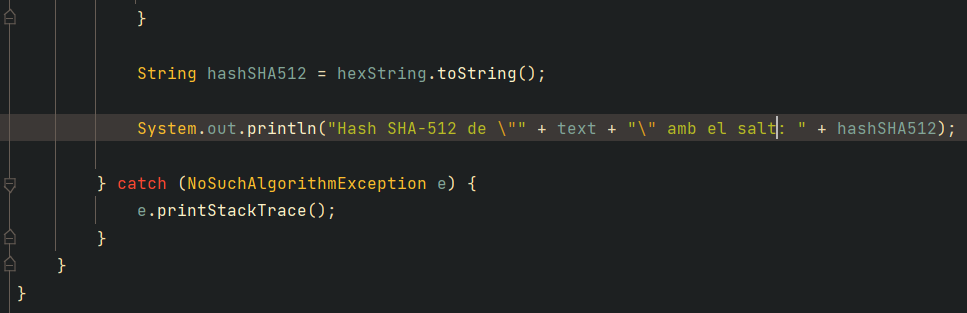 }
String hashSHA512 = hexString.toString();
System.out.println("Hash SHA-512 de \"" + text + "\" amb el salt: " + hashSHA512);
} catch (NoSuchAlgorithmException e) {
e.printStackTrace();
}
}
}